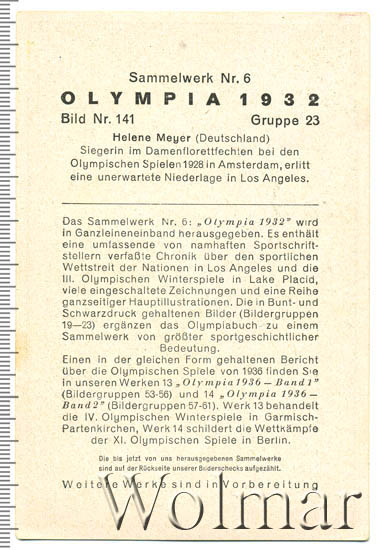 Sammelwerk Nr. 6
OLYMPIA 1932
Bild Nr. 141 Gruppe 23
Helene Meyer (Deutschland)
Siegerin im Damenflorettfechten bei den
Olympischen Spielen 1928 in Amsterdam, erlitt
eine unerwartete Niederlage in Los Angeles.
Das Sammelwerk Nr. 6: „Olympia 1932" wird
in Ganzleineneinband herausgegeben. Es enthält
eine umfassende von namhaften Sportschrift-
stellern verfaßte Chronik über den sportlichen
Wettstreit der Nationen in Los Angeles und die
III. Olympischen Winterspiele in Lake Placid,
viele eingeschaltete Zeichnungen und eine Reihe
ganzseitiger Hauptillustrationen. Die in Bunt- und
Schwarzdruck gehaltenen Bilder (Bildergruppen
19—23) ergänzen das Olympiabuch zu einem
Sammelwerk von größter sportgeschichtlicher
Bedeutung.
Einen in der gleichen Form gehaltenen Bericht
über die Olympischen Spiele von 1936 finden Sie
in unseren Werken 13 „Olympia 1936 – Band 1"
(Bildergruppen 53-56) und 14 „Olympia 1936 –
Band 2" (Bildergruppen 57-61). Werk 13 behandelt
die IV. Olympischen Winterspiele in Garmisch-
Partenkirchen, Werk 14 schildert die Wettkämpfe
der XI. Olympischen Spiele in Berlin.
Die bis jetzt von uns herausgegebenen Sammelwerke
sind auf der Rückseite unserer Bilderschecks aufgezählt.
Weitere Werke sind in Vorbereitung
Wolmar